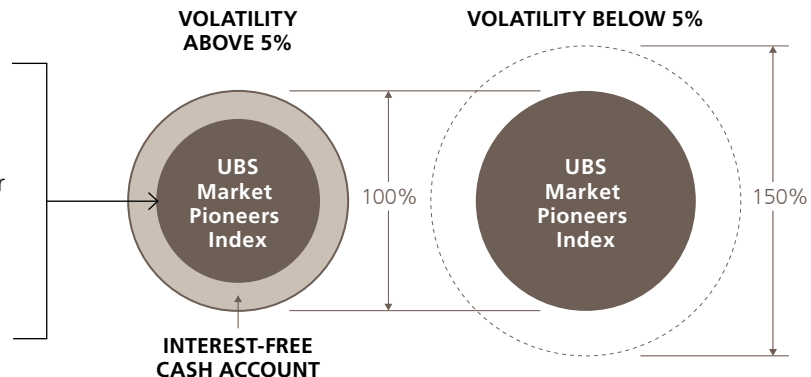 VOLATILITY
ABOVE 5%
VOLATILITY BELOW 5%
r
UBS
Market
Pioneers
Index
100%
UBS
Market
Pioneers
Index
150%
INTEREST-FREE
CASH ACCOUNT